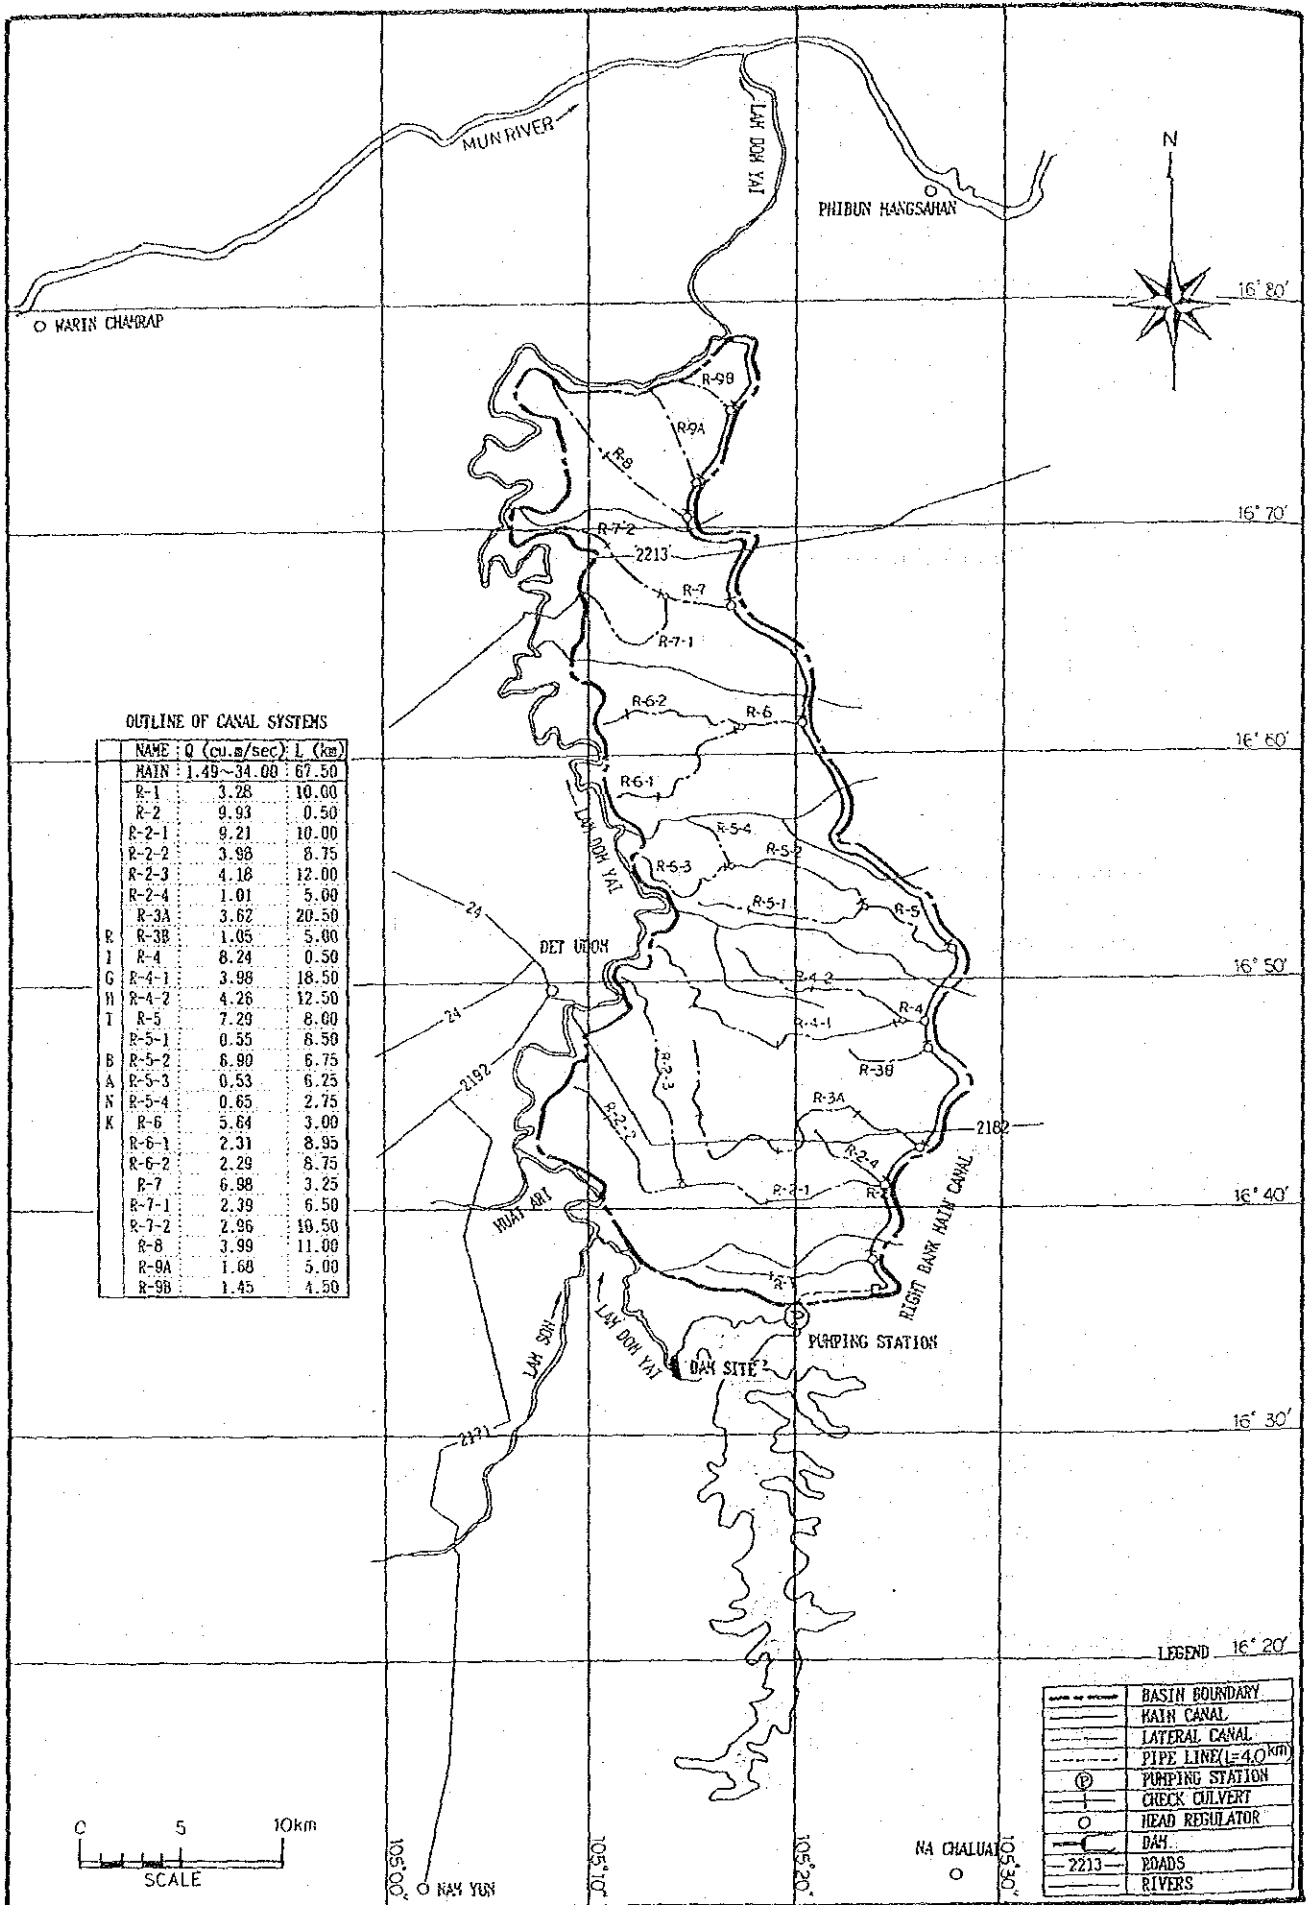 MUN RIVER
LAM DOM YAI
PHIBUN MANGSAHAN
N
16° 80'
WARIN CHAMRAP
R-9B
R-9A
R-8
16° 70'
R-7-2
2213
R-7
R-7-1
R-6-2
R-6
16° 60'
R-6-1
LAM DOM YAI
R-5-4
R-5-2
R-5-3
R-5-1
R-5
OUTLINE OF CANAL SYSTEMS
NAME Q (cu.m/sec) L (km)
MAIN 1.49~34.00 67.50
R-1 3.28 10.00
R-2 9.93 0.50
R-2-1 9.21 10.00
R-2-2 3.98 8.75
R-2-3 4.18 12.00
R-2-4 1.01 5.00
R-3A 3.62 20.50
R R-3B 1.05 5.00
I R-4 8.24 0.50
G R-4-1 3.98 18.50
H R-4-2 4.26 12.50
T R-5 7.29 8.00
R-5-1 0.55 8.50
B R-5-2 6.90 6.75
A R-5-3 0.53 6.25
N R-5-4 0.65 2.75
K R-6 5.64 3.00
R-6-1 2.31 8.95
R-6-2 2.29 8.75
R-7 6.98 3.25
R-7-1 2.39 6.50
R-7-2 2.96 10.50
R-8 3.99 11.00
R-9A 1.68 5.00
R-9B 1.45 4.50
24
DET UDOM
16° 50'
R-4-2
R-4
R-4-1
24
2192
R-3B
R-2-3
R-3A
R-2-2
2182
R-2-4
R-2-1
R-2
16° 40'
HUAI ARI
RIGHT BANK MAIN CANAL
R-1
LAM SOM
LAM DOM YAI
P
PUMPING STATION
DAM SITE
16° 30'
2171
16° 20'
LEGEND
BASIN BOUNDARY
MAIN CANAL
LATERAL CANAL
PIPE LINE(L=4.0km)
P PUMPING STATION
CHECK CULVERT
HEAD REGULATOR
DAM
2213 ROADS
RIVERS
0 5 10km
SCALE
105°00'
NAM YUN
105°10'
105°20'
NA CHALUAI
105°30'